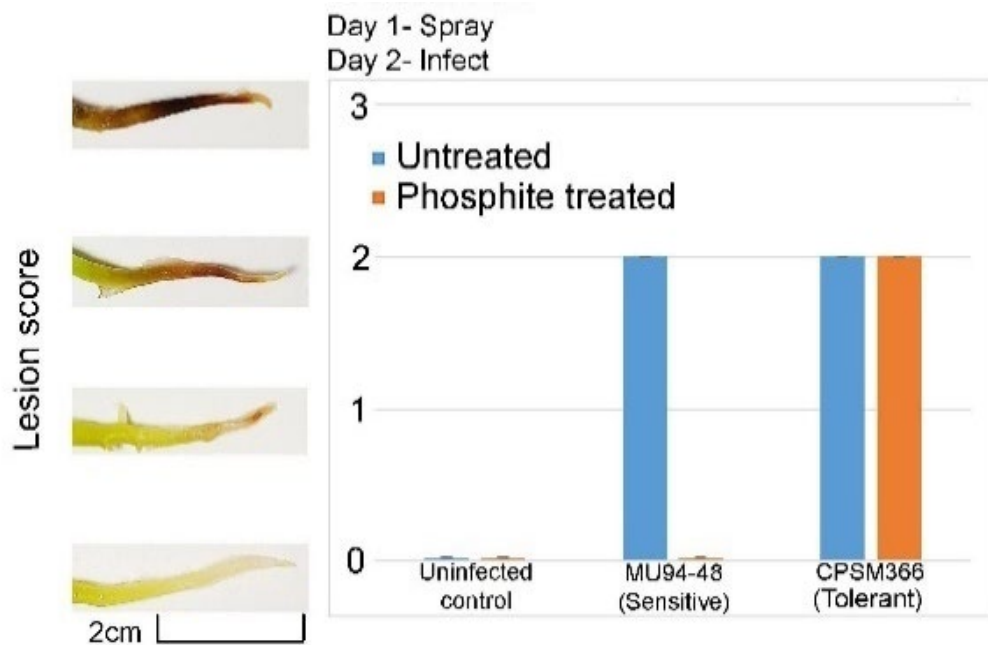 Day 1- Spray
Day 2- Infect
3
Untreated
Phosphite treated
2
Lesion score
1
0
Uninfected
control
MU94-48
(Sensitive)
CPSM366
(Tolerant)
2cm